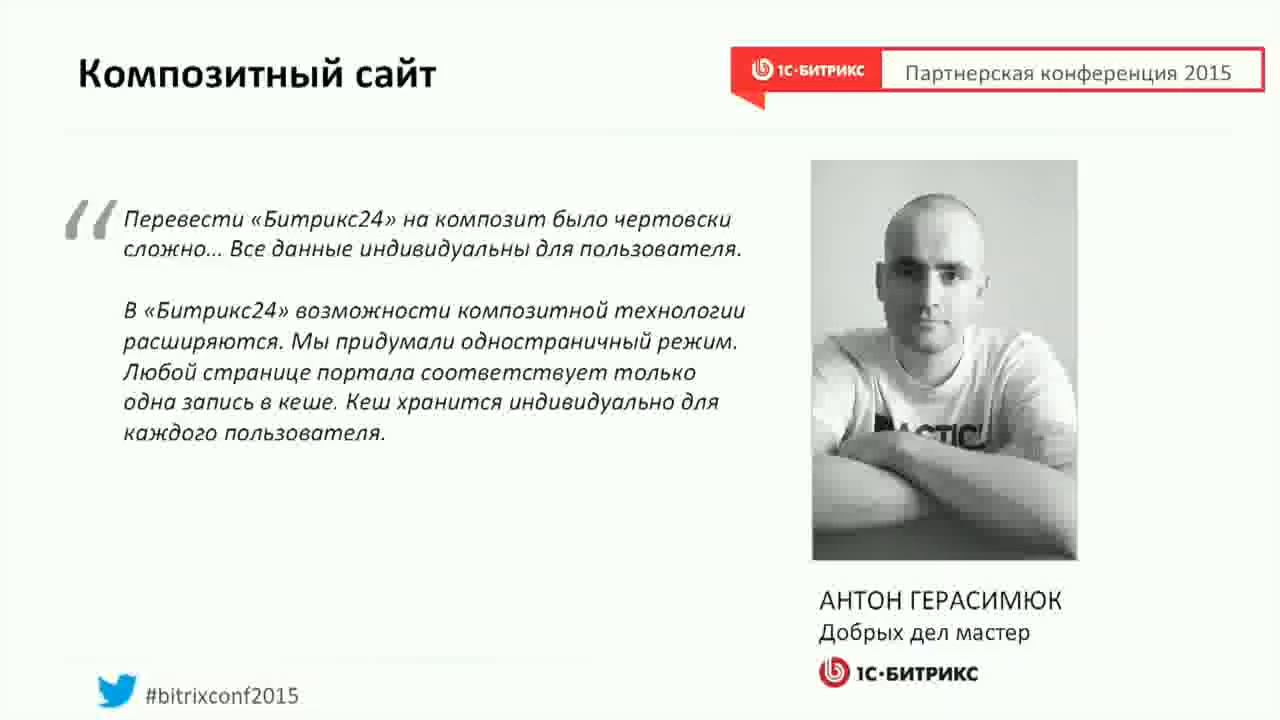 Композитный сайт
1С·БИТРИКС
Партнерская конференция 2015
“ Перевести «Битрикс24» на композит было чертовски
сложно... Все данные индивидуальны для пользователя.
В «Битрикс24» возможности композитной технологии
расширяются. Мы придумали одностраничный режим.
Любой странице портала соответствует только
одна запись в кеше. Кеш хранится индивидуально для
каждого пользователя.
АНТОН ГЕРАСИМЮК
Добрых дел мастер
1С·БИТРИКС
#bitrixconf2015